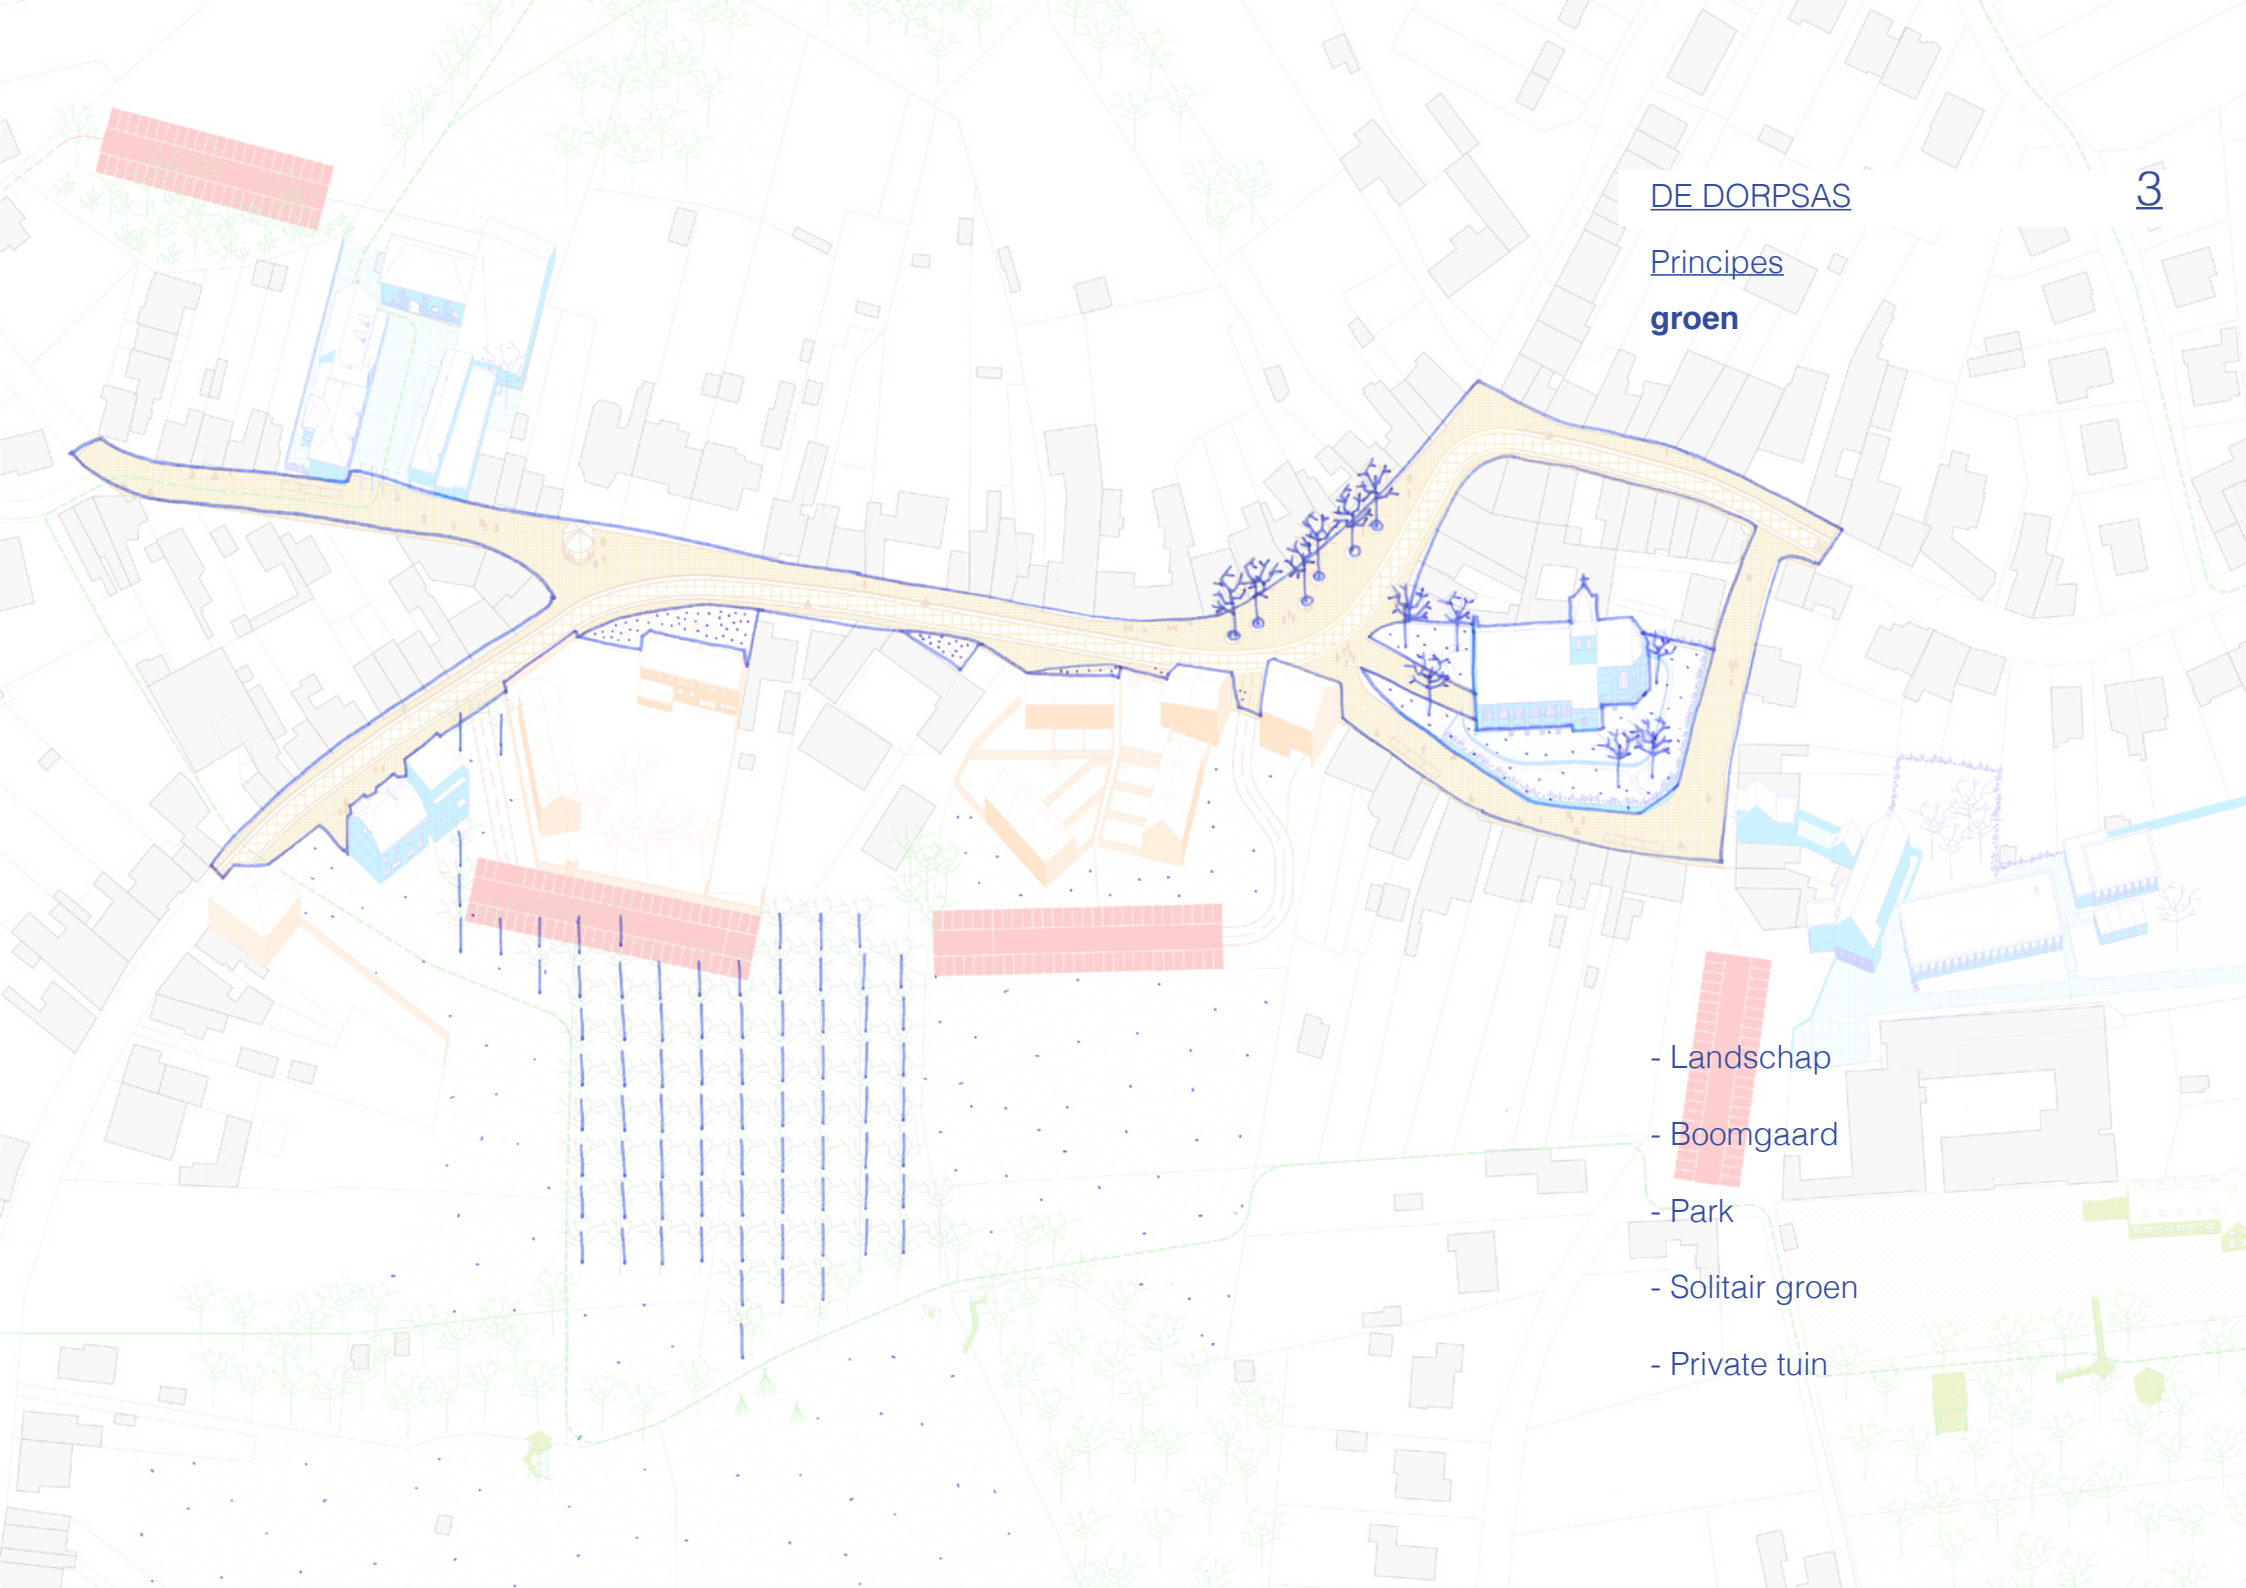 DE DORPSAS 3
Principes
groen
- Landschap
- Boomgaard
- Park
- Solitair groen
- Private tuin